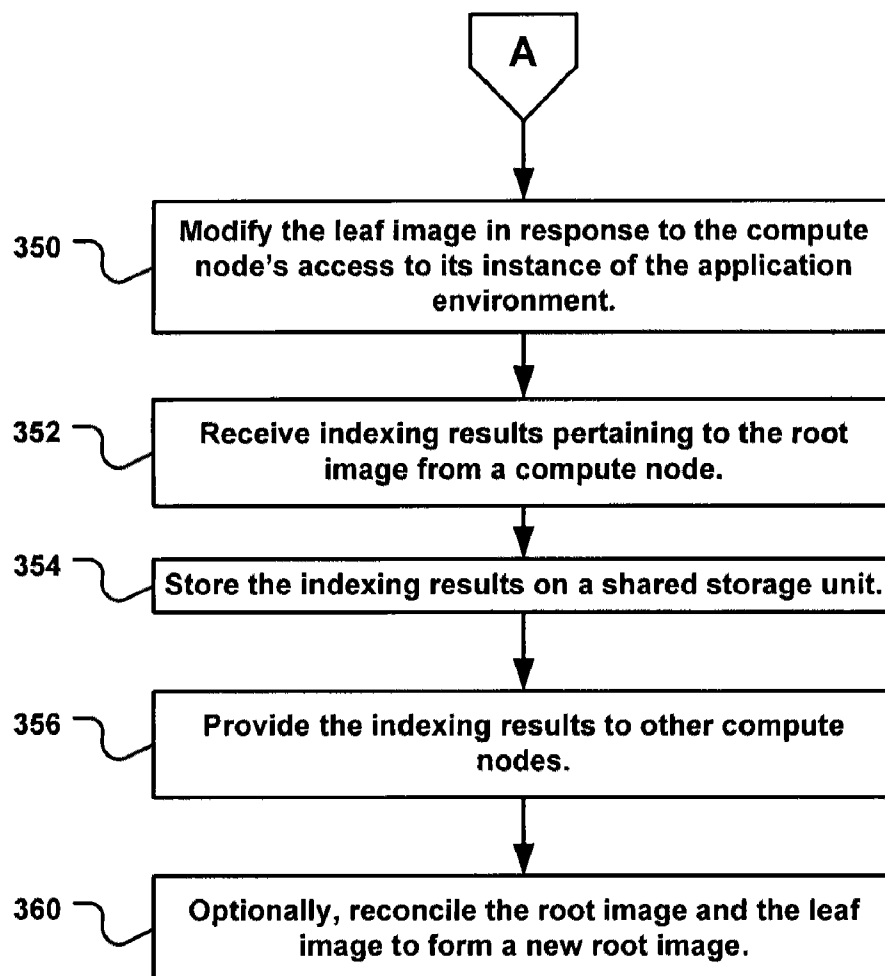 A
350
Modify the leaf image in response to the compute
node's access to its instance of the application
environment.
352
Receive indexing results pertaining to the root
image from a compute node.
354
Store the indexing results on a shared storage unit.
356
Provide the indexing results to other compute
nodes.
360
Optionally, reconcile the root image and the leaf
image to form a new root image.